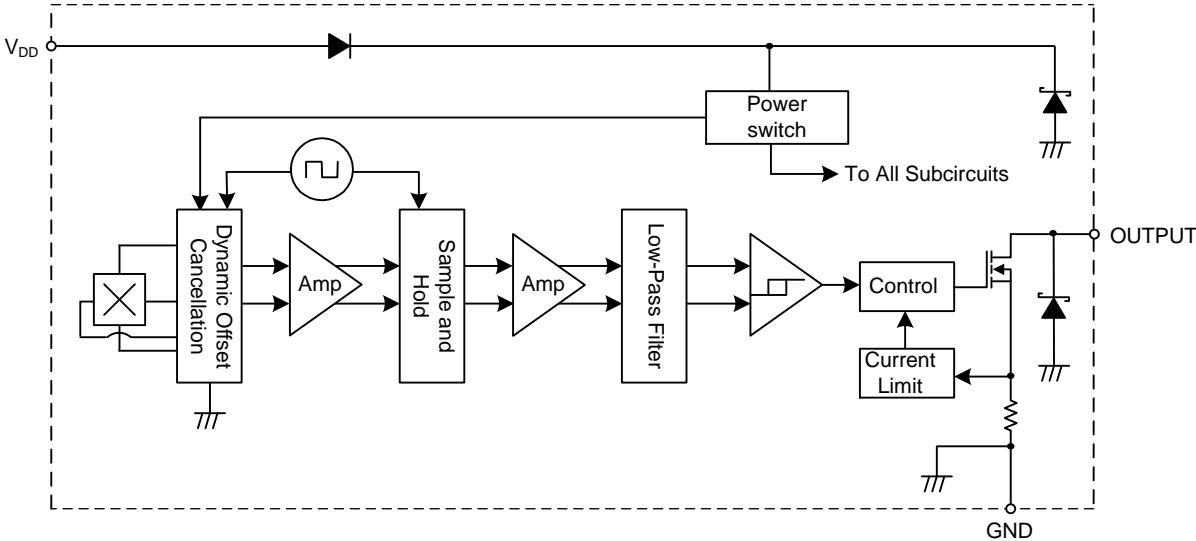 V_DD
Power
switch
To All Subcircuits
Dynamic Offset
Cancellation
Amp
Sample and
Hold
Amp
Low-Pass Filter
Control
Current
Limit
OUTPUT
GND